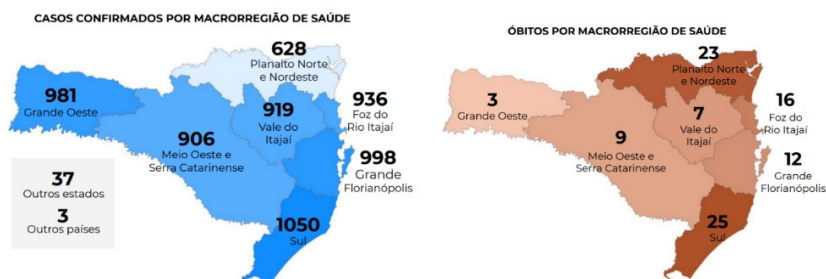 CASOS CONFIRMADOS POR MACRORREGIÃO DE SAÚDE
628
Planalto Norte
e Nordeste
981
Grande Oeste
919
Vale do
Itajaí
936
Foz do
Rio Itajaí
906
Meio Oeste e
Serra Catarinense
998
Grande
Florianópolis
37
Outros estados
3
Outros países
1050
Sul
ÓBITOS POR MACRORREGIÃO DE SAÚDE
23
Planalto Norte
e Nordeste
3
Grande Oeste
7
Vale do
Itajaí
16
Foz do
Rio Itajaí
9
Meio Oeste e
Serra Catarinense
12
Grande
Florianópolis
25
Sul